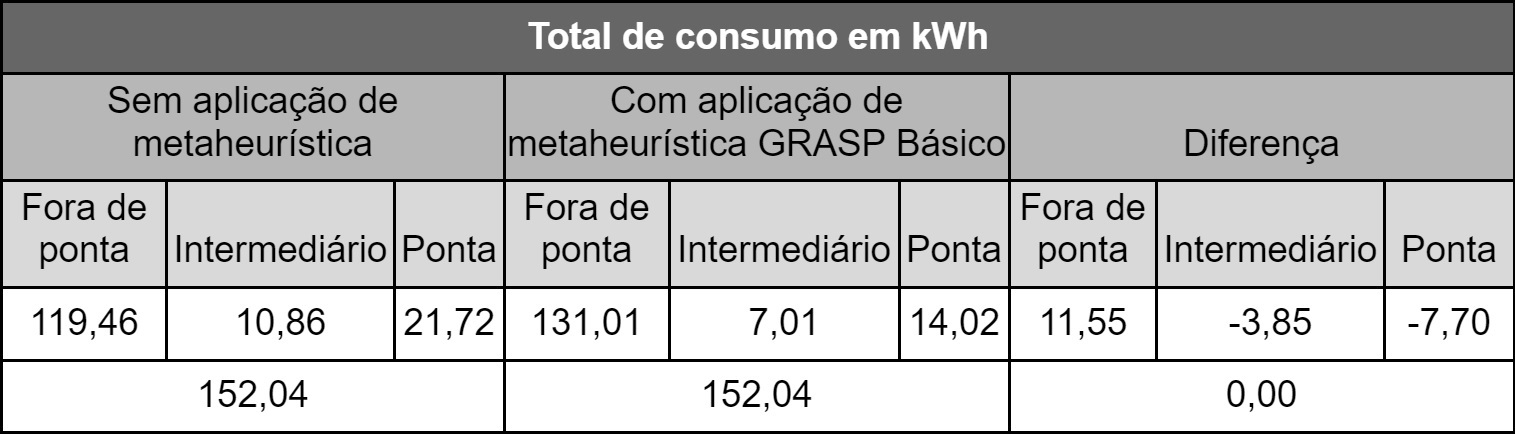 Total de consumo em kWh
Sem aplicação de
metaheurística
Com aplicação de
metaheurística GRASP Básico
Diferença
Fora de
ponta
Intermediário
Ponta
Fora de
ponta
Intermediário
Ponta
Fora de
ponta
Intermediário
Ponta
119,46
10,86
21,72
131,01
7,01
14,02
11,55
-3,85
-7,70
152,04
152,04
0,00